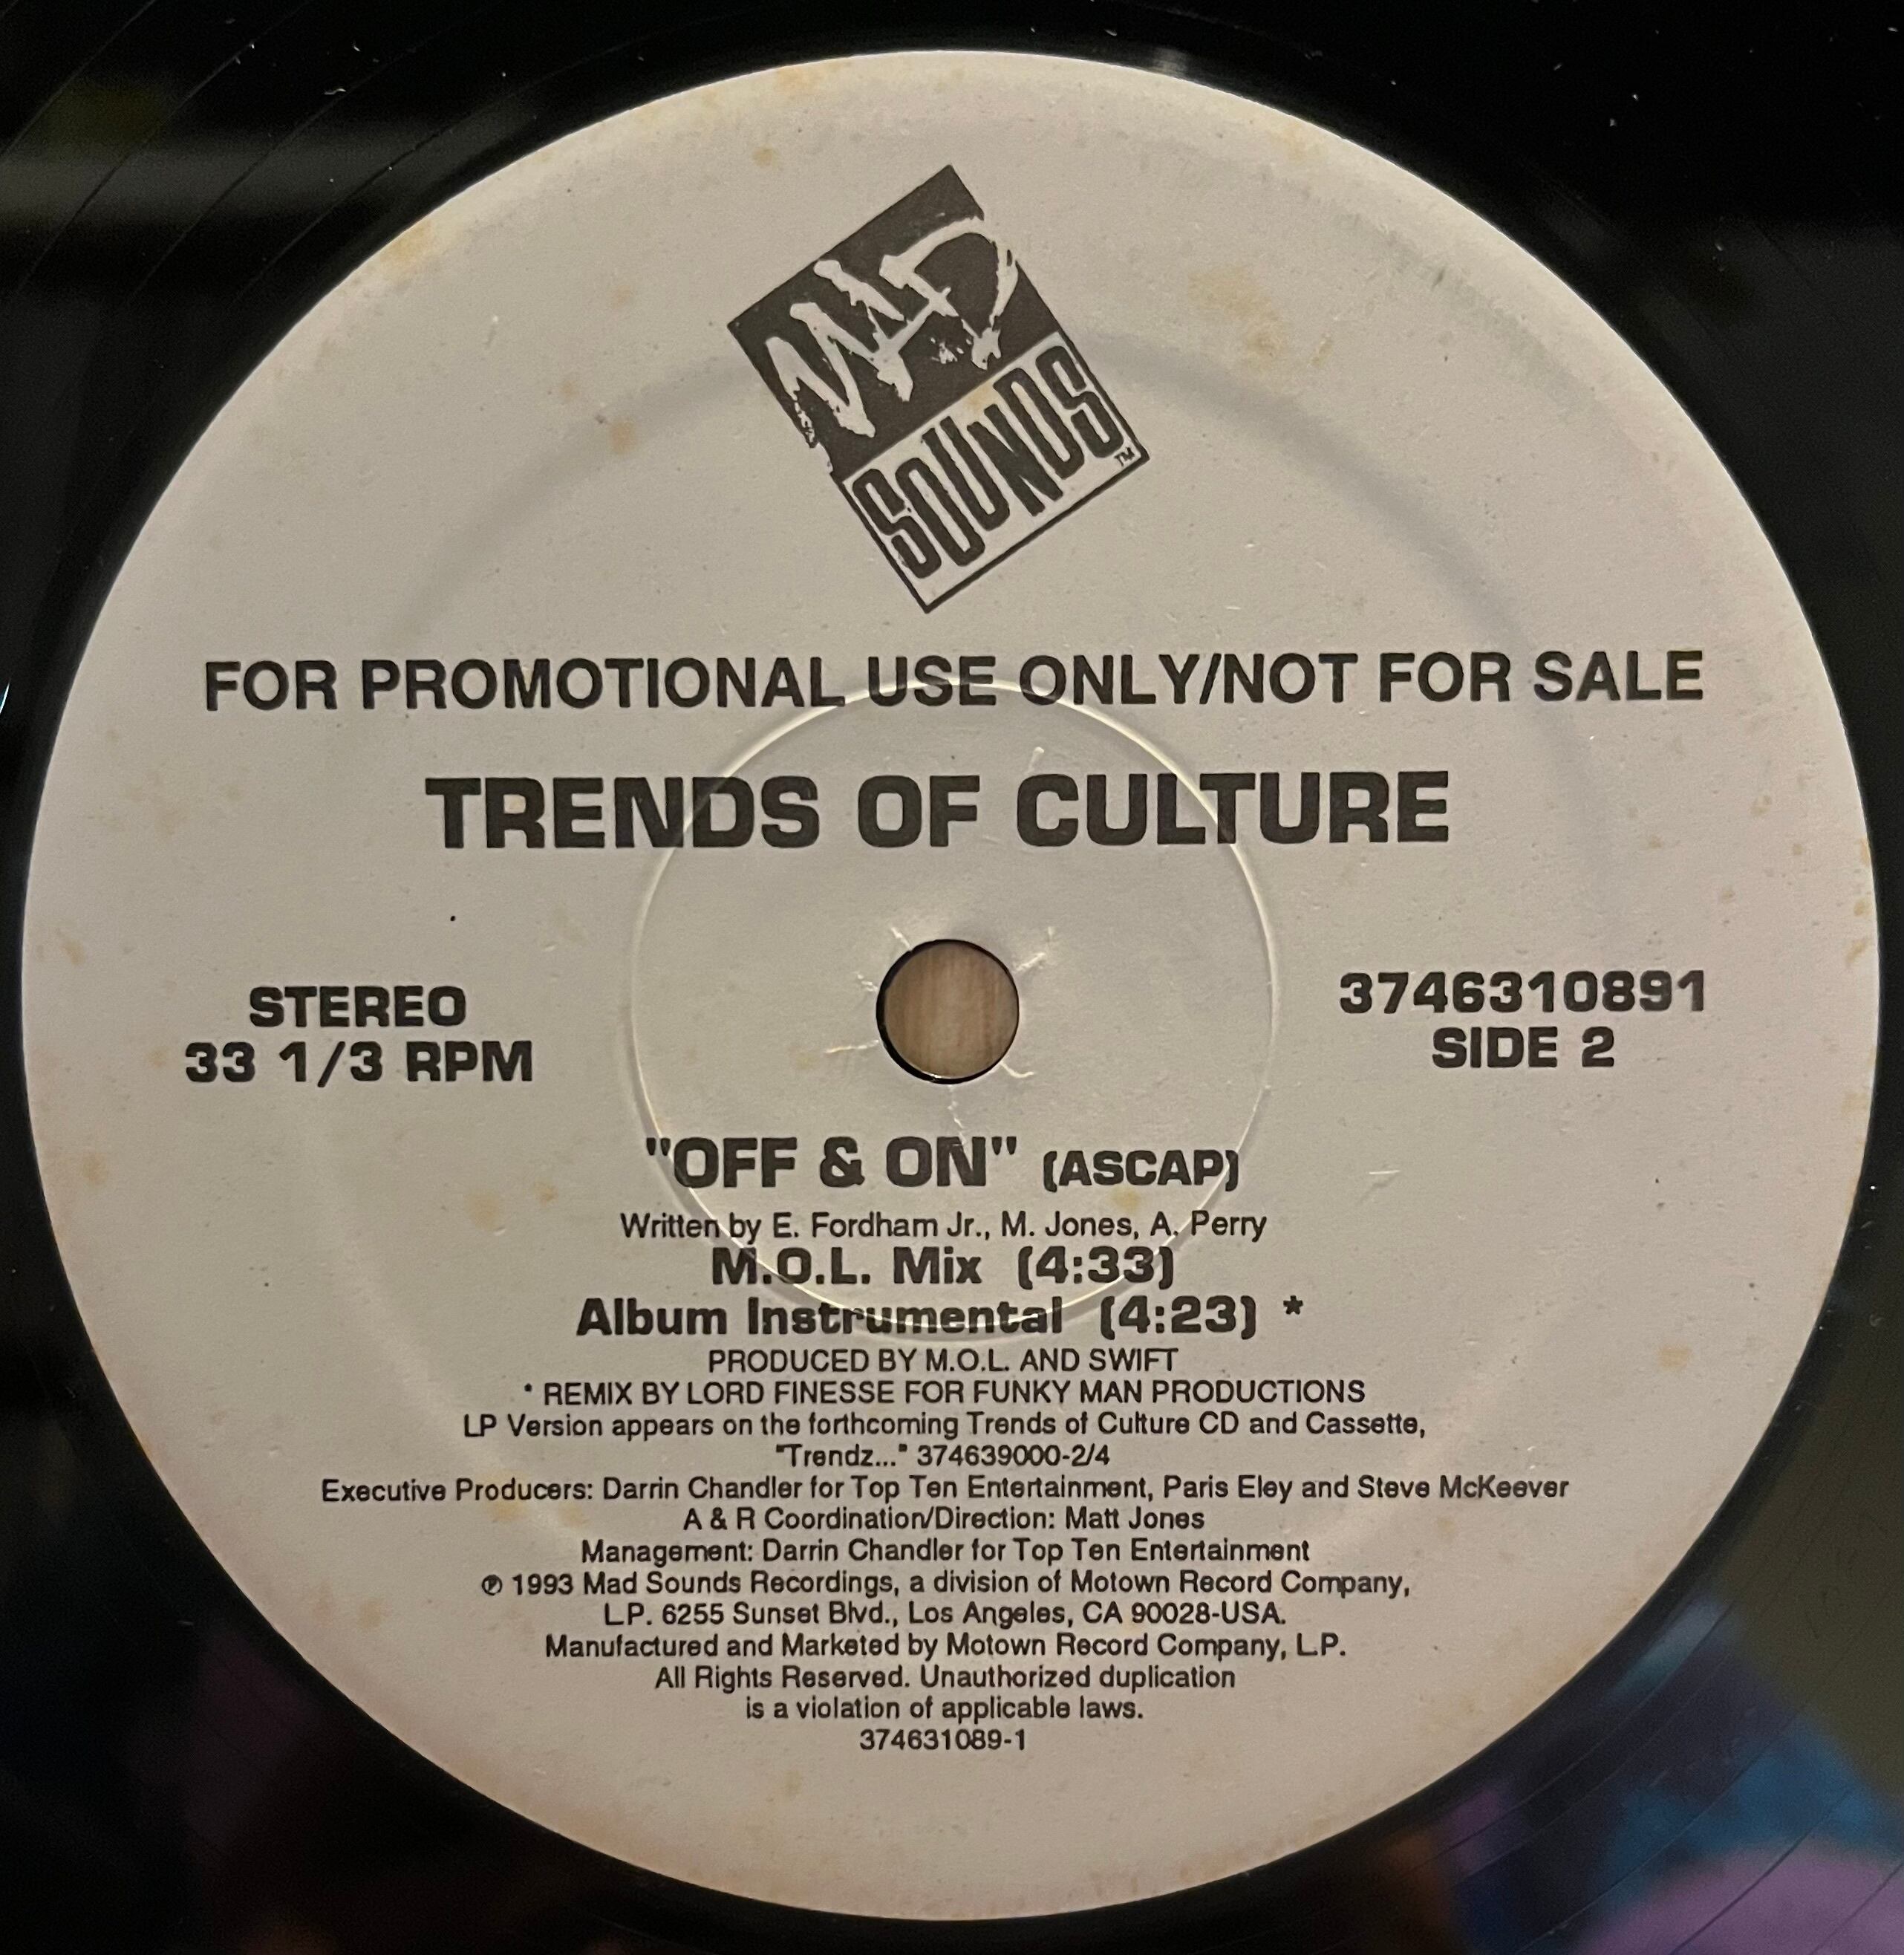 MAD
SOUNDS™
FOR PROMOTIONAL USE ONLY/NOT FOR SALE
TRENDS OF CULTURE
STEREO
33 1/3 RPM
3746310891
SIDE 2
"OFF & ON" (ASCAP)
Written by E. Fordham Jr., M. Jones, A. Perry
M.O.L. Mix (4:33)
Album Instrumental (4:23) *
PRODUCED BY M.O.L. AND SWIFT
* REMIX BY LORD FINESSE FOR FUNKY MAN PRODUCTIONS
LP Version appears on the forthcoming Trends of Culture CD and Cassette,
"Trendz..." 374639000-2/4
Executive Producers: Darrin Chandler for Top Ten Entertainment, Paris Eley and Steve McKeever
A & R Coordination/Direction: Matt Jones
Management: Darrin Chandler for Top Ten Entertainment
℗ 1993 Mad Sounds Recordings, a division of Motown Record Company,
L.P. 6255 Sunset Blvd., Los Angeles, CA 90028-USA.
Manufactured and Marketed by Motown Record Company, L.P.
All Rights Reserved. Unauthorized duplication
is a violation of applicable laws.
374631089-1